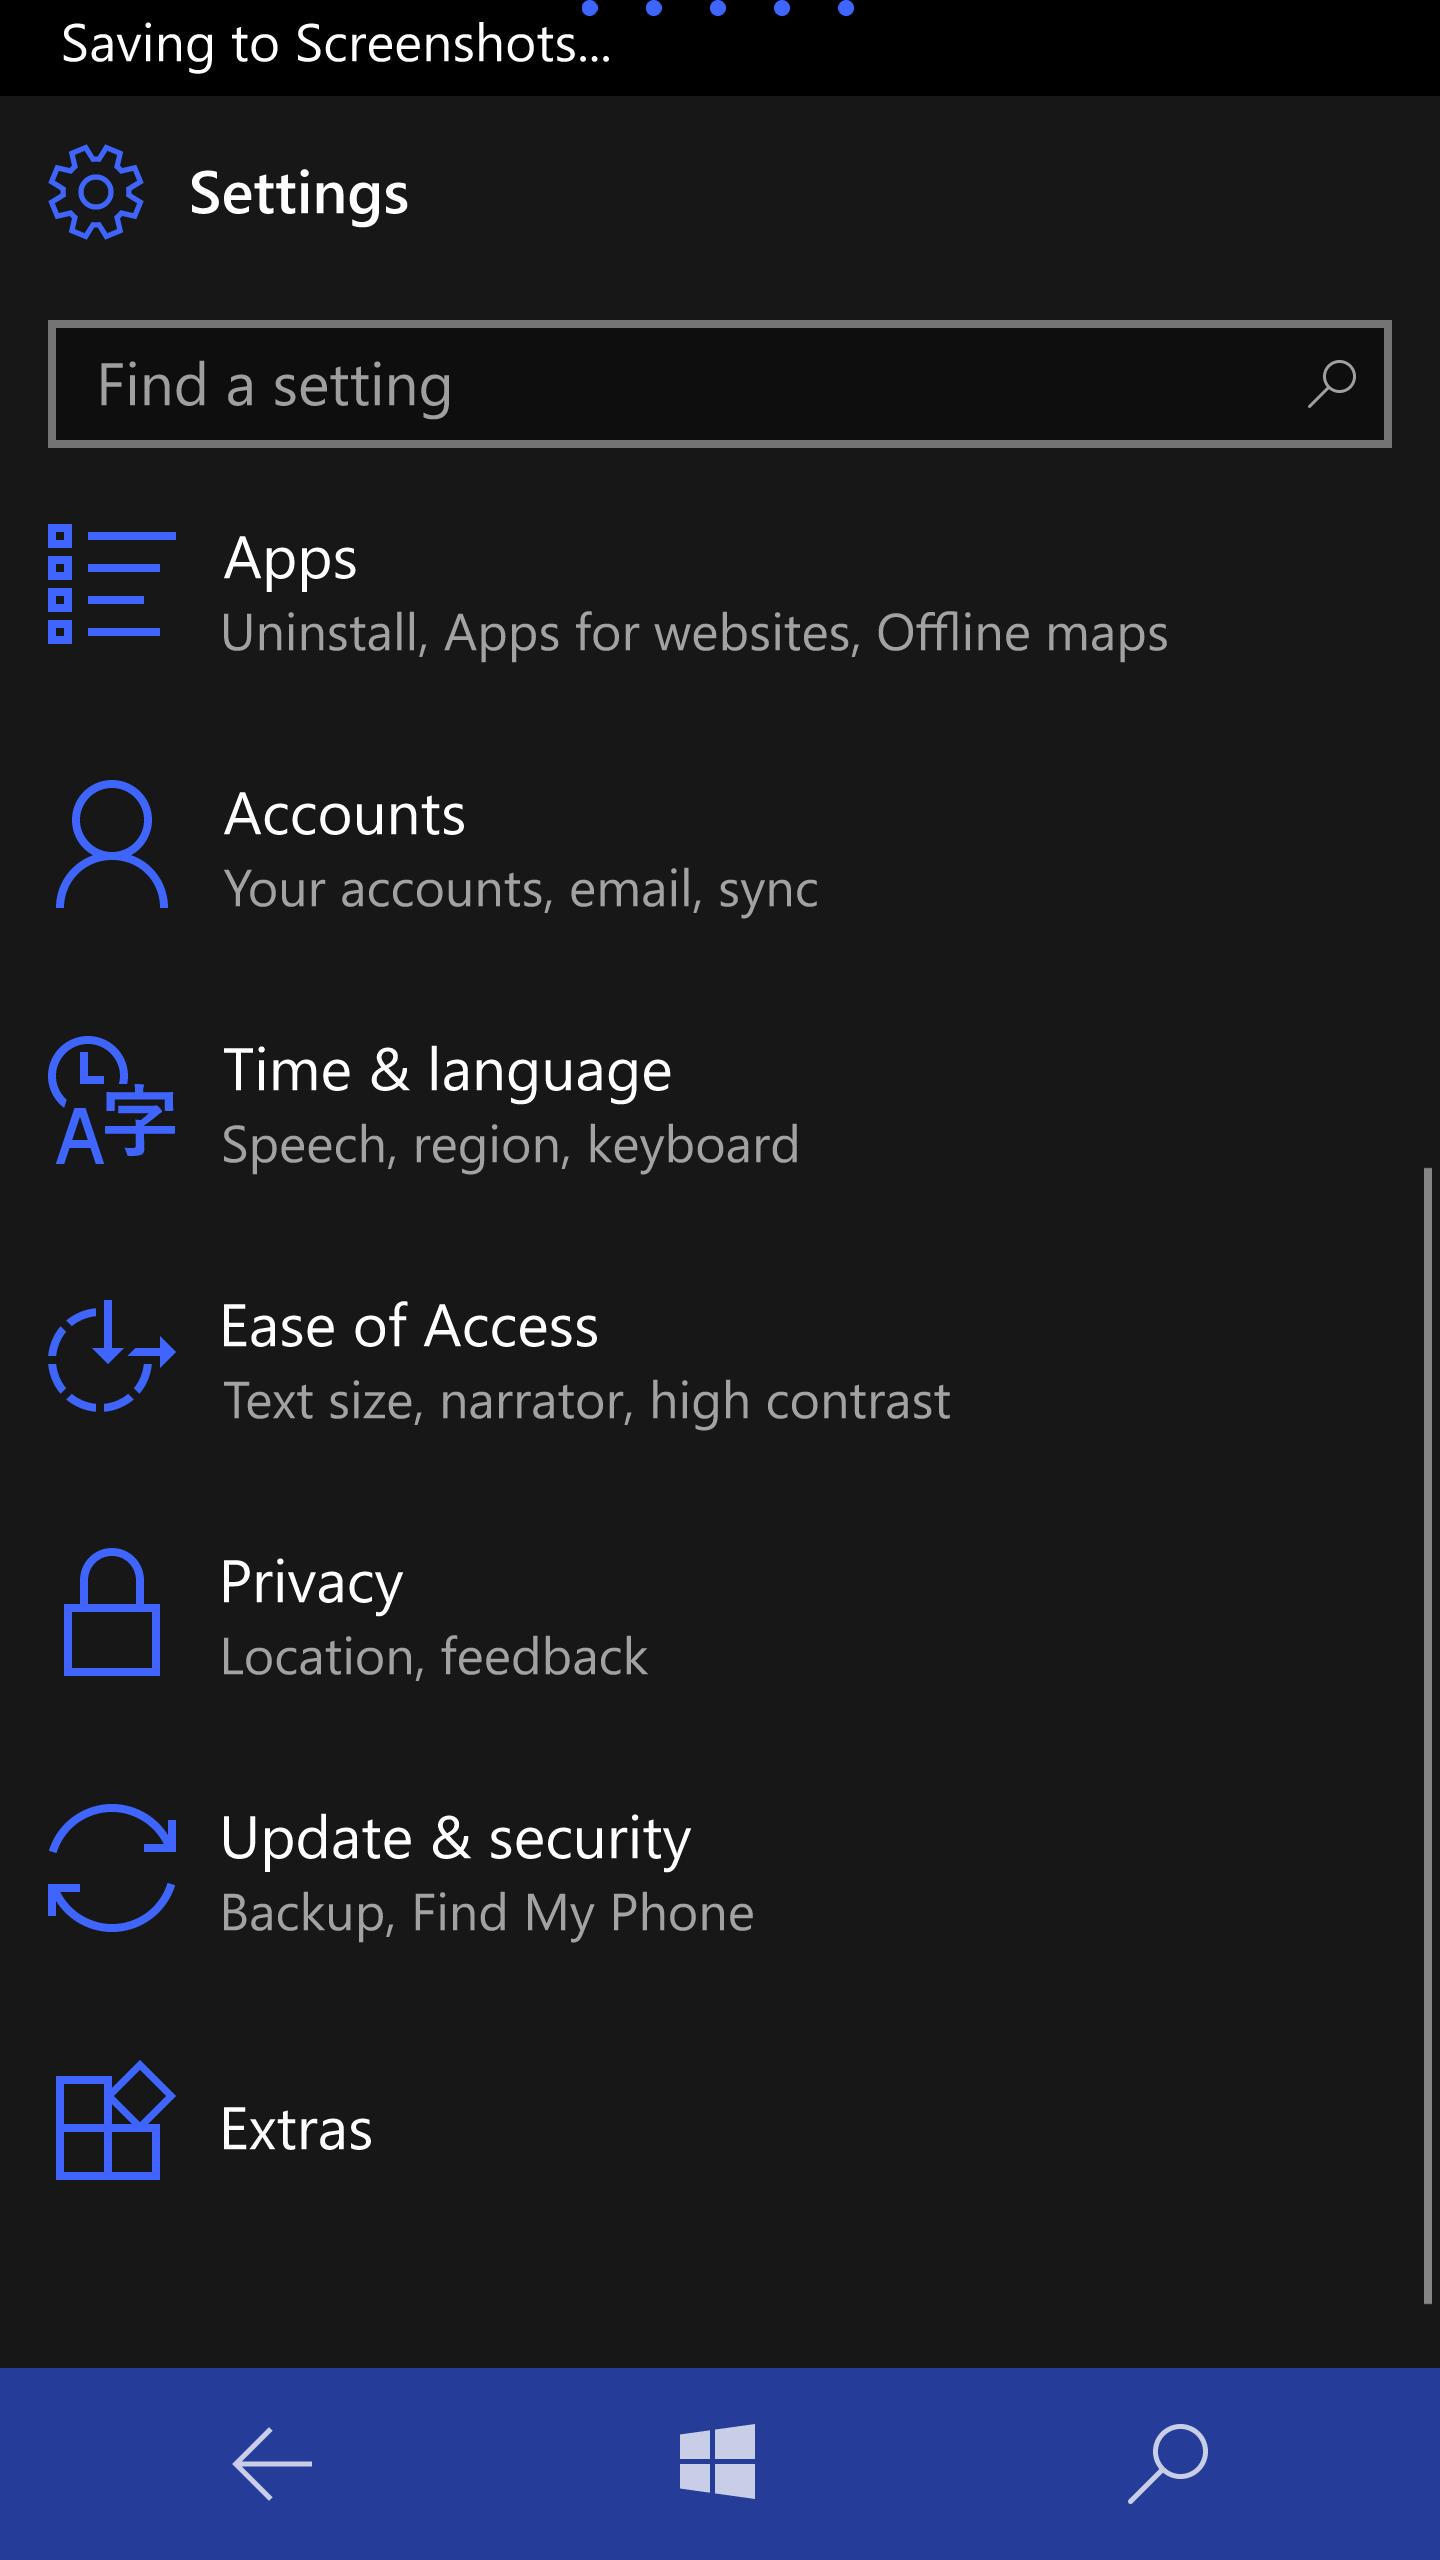 Saving to Screenshots...
Settings
Find a setting
Apps
Uninstall, Apps for websites, Offline maps
Accounts
Your accounts, email, sync
A字
Time & language
Speech, region, keyboard
Ease of Access
Text size, narrator, high contrast
Privacy
Location, feedback
Update & security
Backup, Find My Phone
Extras